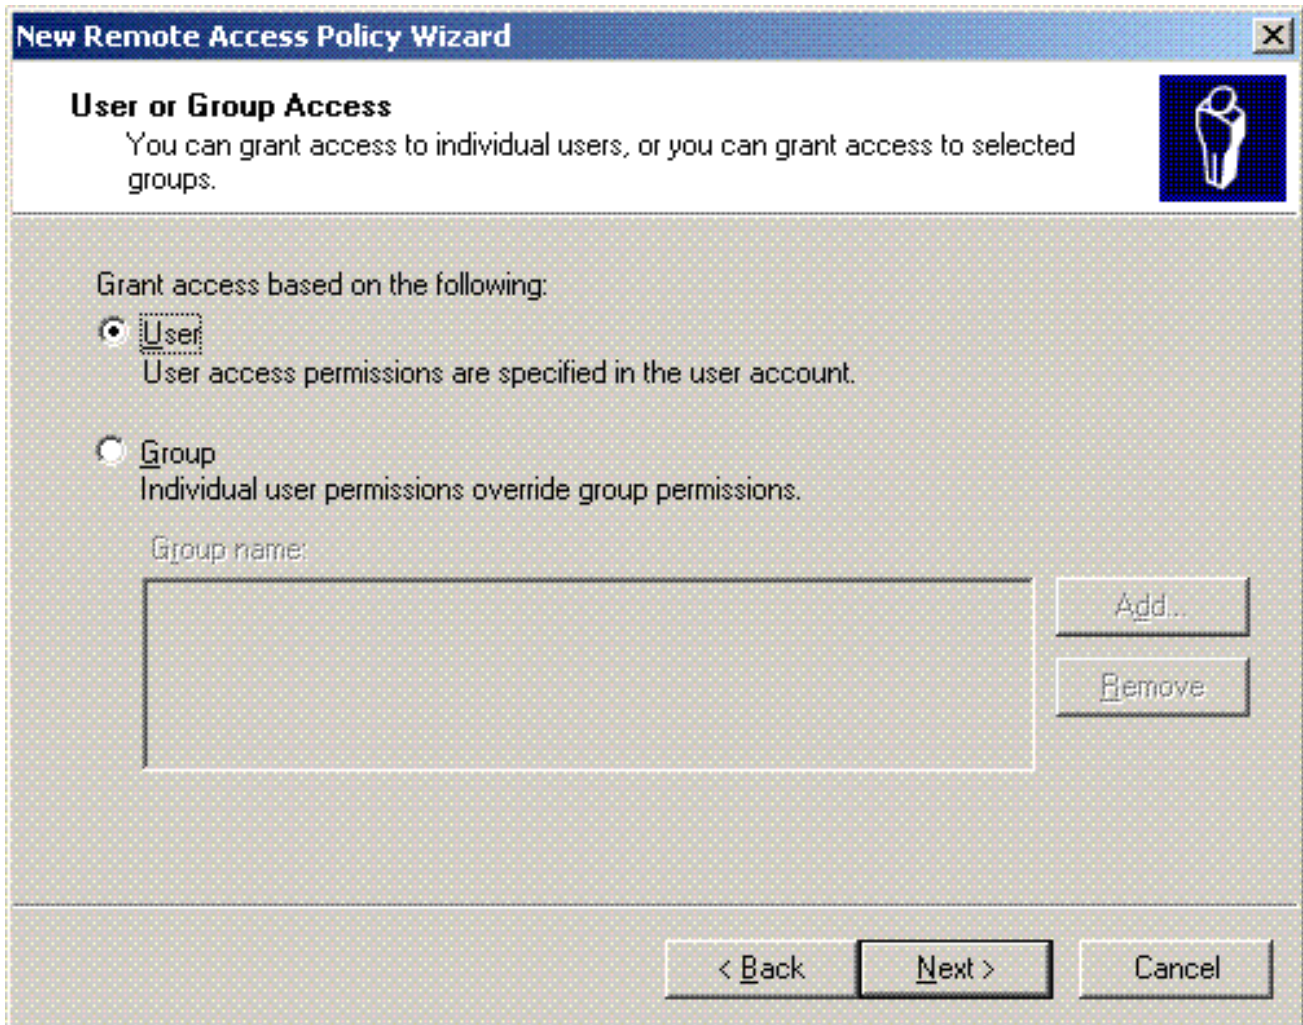 New Remote Access Policy Wizard
User or Group Access
You can grant access to individual users, or you can grant access to selected
groups.
Grant access based on the following:
User
User access permissions are specified in the user account.
Group
Individual user permissions override group permissions.
Group name:
Add...
Remove
< Back
Next >
Cancel